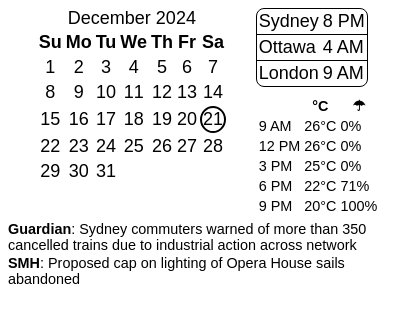 December 2024
Su Mo Tu We Th Fr Sa
1 2 3 4 5 6 7
8 9 10 11 12 13 14
15 16 17 18 19 20 21
22 23 24 25 26 27 28
29 30 31
Sydney 8 PM
Ottawa 4 AM
London 9 AM
°C ☂
9 AM 26°C 0%
12 PM 26°C 0%
3 PM 25°C 0%
6 PM 22°C 71%
9 PM 20°C 100%
Guardian: Sydney commuters warned of more than 350
cancelled trains due to industrial action across network
SMH: Proposed cap on lighting of Opera House sails
abandoned